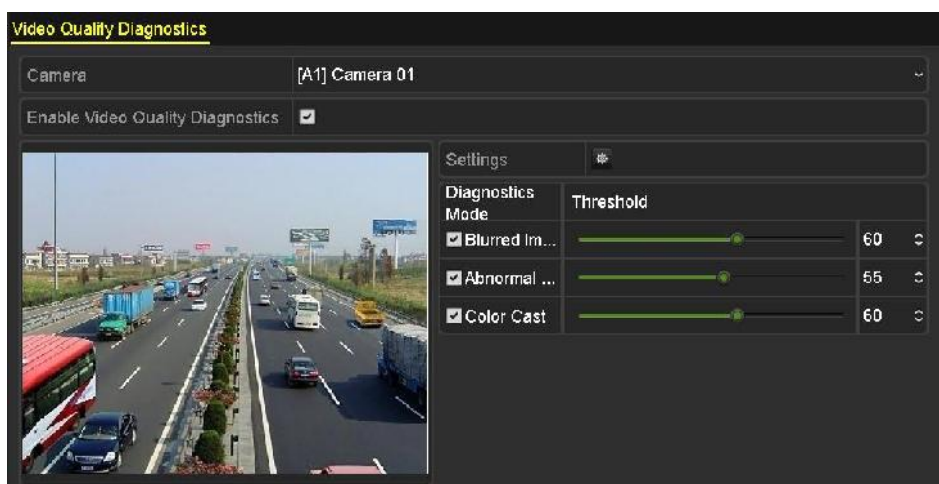 Video Quality Diagnostics
Camera
[A1] Camera 01
Enable Video Quality Diagnostics
Settings
Diagnostics
Mode
Threshold
Blurred Im...
60
Abnormal ...
55
Color Cast
60